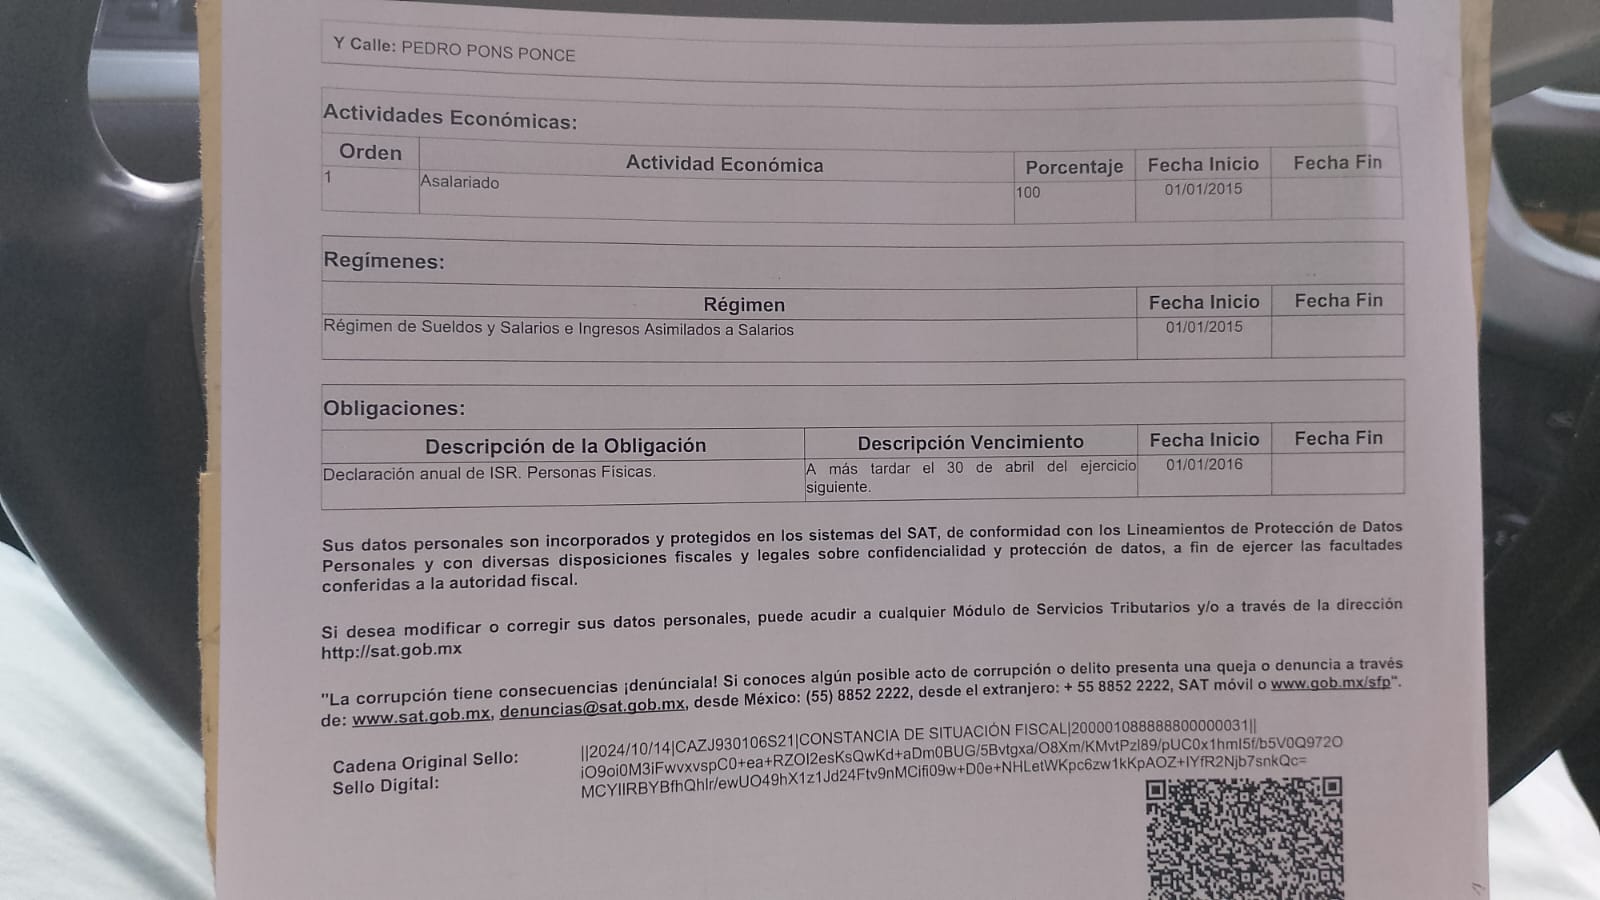 Y Calle: PEDRO PONS PONCE
Actividades Económicas:
Orden Actividad Económica Porcentaje Fecha Inicio Fecha Fin
1 Asalariado 100 01/01/2015
Regímenes:
Régimen Fecha Inicio Fecha Fin
Régimen de Sueldos y Salarios e Ingresos Asimilados a Salarios 01/01/2015
Obligaciones:
Descripción de la Obligación Descripción Vencimiento Fecha Inicio Fecha Fin
Declaración anual de ISR. Personas Físicas. A más tardar el 30 de abril del ejercicio 01/01/2016
siguiente.
Sus datos personales son incorporados y protegidos en los sistemas del SAT, de conformidad con los Lineamientos de Protección de Datos
Personales y con diversas disposiciones fiscales y legales sobre confidencialidad y protección de datos, a fin de ejercer las facultades
conferidas a la autoridad fiscal.
Si desea modificar o corregir sus datos personales, puede acudir a cualquier Módulo de Servicios Tributarios y/o a través de la dirección
http://sat.gob.mx
"La corrupción tiene consecuencias ¡denúnciala! Si conoces algún posible acto de corrupción o delito presenta una queja o denuncia a través
de: www.sat.gob.mx, denuncias@sat.gob.mx, desde México: (55) 8852 2222, desde el extranjero: + 55 8852 2222, SAT móvil o www.gob.mx/sfp".
Cadena Original Sello: ||2024/10/14|CAZJ930106S21|CONSTANCIA DE SITUACIÓN FISCAL|200001088888800000031||
Sello Digital: iO9oi0M3iFwvxvspC0+ea+RZOI2esKsQwKd+aDm0BUG/5Bvtgxa/O8Xm/KMvtPzI89/pUC0x1hmI5f/b5V0Q972O
MCYIIRBYBfhQhIr/ewUO49hX1z1Jd24Ftv9nMCifi09w+D0e+NHLetWKpc6zw1kKpAOZ+IYfR2Njb7snkQc=